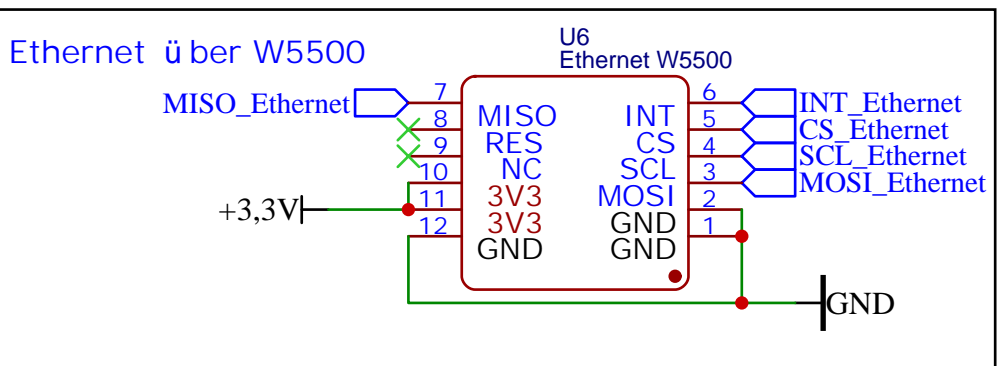 Ethernet über W5500
U6
Ethernet W5500
MISO_Ethernet
7
8
9
10
11
12
MISO
RES
NC
3V3
3V3
GND
INT
CS
SCL
MOSI
GND
GND
6
5
4
3
2
1
INT_Ethernet
CS_Ethernet
SCL_Ethernet
MOSI_Ethernet
+3,3V
GND